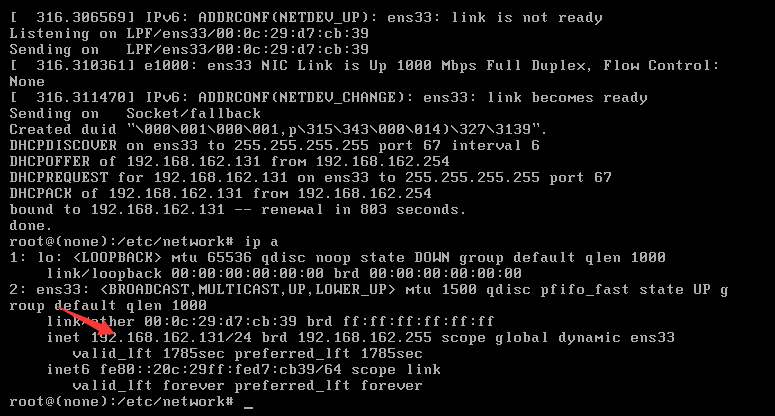 [  316.306569] IPv6: ADDRCONF(NETDEV_UP): ens33: link is not ready
Listening on LPF/ens33/00:0c:29:d7:cb:39
Sending on   LPF/ens33/00:0c:29:d7:cb:39
[  316.310361] e1000: ens33 NIC Link is Up 1000 Mbps Full Duplex, Flow Control:
None
[  316.311470] IPv6: ADDRCONF(NETDEV_CHANGE): ens33: link becomes ready
Sending on   Socket/fallback
Created duid "\000\001\000\001,p\315\343\000\014)\327\3139".
DHCPDISCOVER on ens33 to 255.255.255.255 port 67 interval 6
DHCPOFFER of 192.168.162.131 from 192.168.162.254
DHCPREQUEST for 192.168.162.131 on ens33 to 255.255.255.255 port 67
DHCPACK of 192.168.162.131 from 192.168.162.254
bound to 192.168.162.131 -- renewal in 803 seconds.
done.
root@(none):/etc/network# ip a
1: lo: <LOOPBACK> mtu 65536 qdisc noop state DOWN group default qlen 1000
    link/loopback 00:00:00:00:00:00 brd 00:00:00:00:00:00
2: ens33: <BROADCAST,MULTICAST,UP,LOWER_UP> mtu 1500 qdisc pfifo_fast state UP g
roup default qlen 1000
    link/ether 00:0c:29:d7:cb:39 brd ff:ff:ff:ff:ff:ff
    inet 192.168.162.131/24 brd 192.168.162.255 scope global dynamic ens33
       valid_lft 1785sec preferred_lft 1785sec
    inet6 fe80::20c:29ff:fed7:cb39/64 scope link
       valid_lft forever preferred_lft forever
root@(none):/etc/network# _